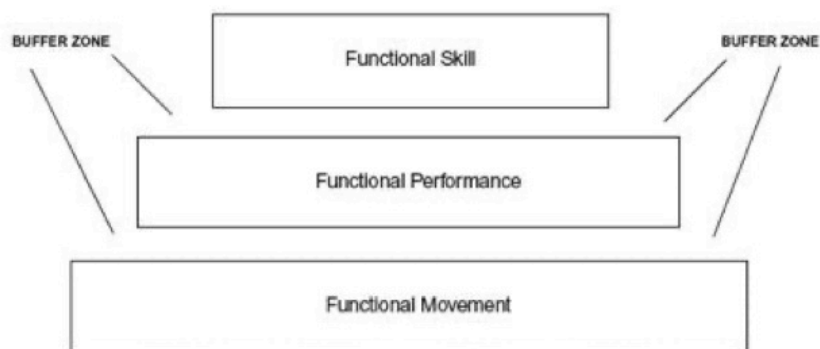 BUFFER ZONE
BUFFER ZONE
Functional Skill
Functional Performance
Functional Movement